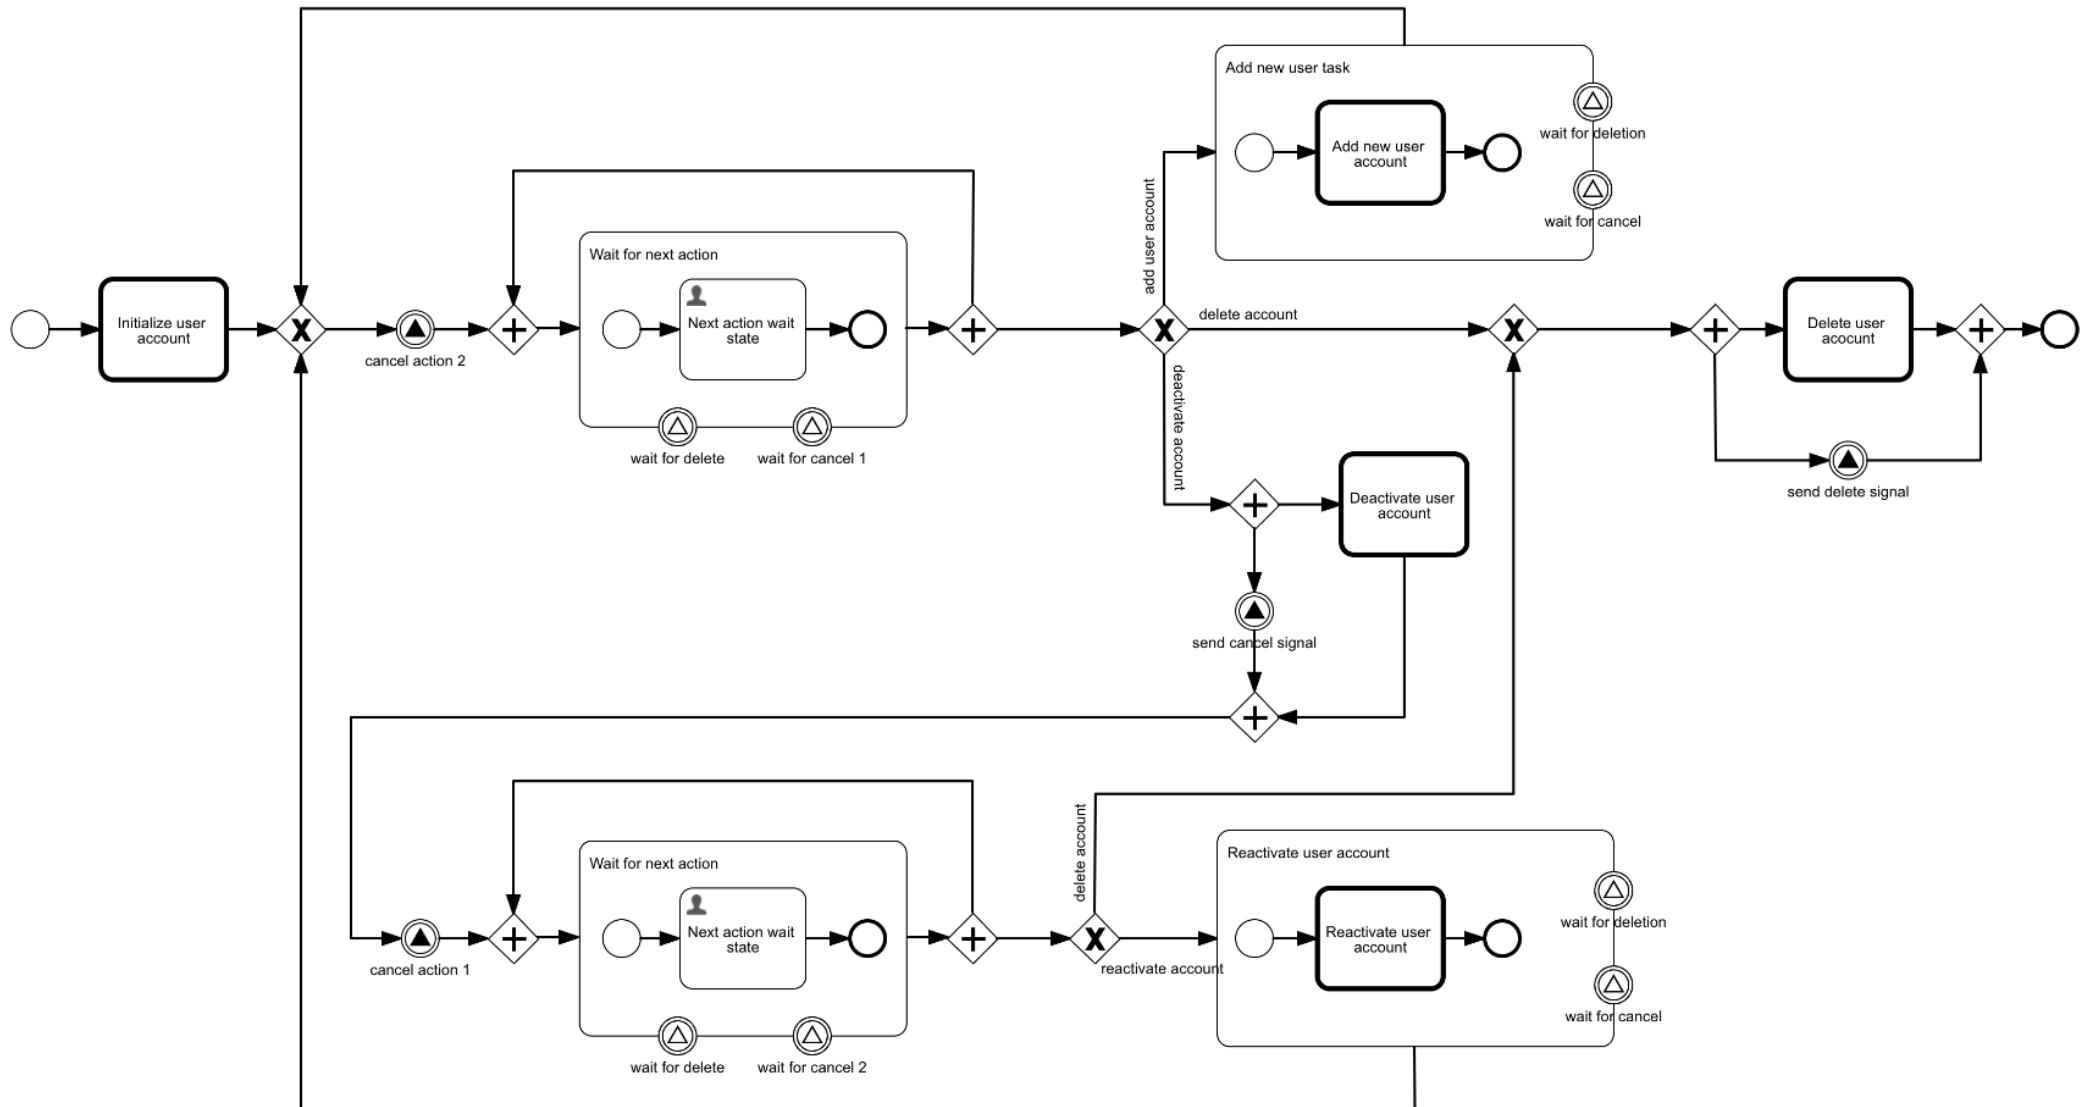 Add new user task
wait for deletion
Add new user
account
wait for cancel
add user account
Wait for next action
Initialize user
account
cancel action 2
Next action wait
state
delete account
Delete user
acocunt
wait for delete
wait for cancel 1
deactivate account
Deactivate user
account
send delete signal
send cancel signal
delete account
Wait for next action
Reactivate user account
wait for deletion
Next action wait
state
Reactivate user
account
cancel action 1
reactivate account
wait for cancel
wait for delete
wait for cancel 2